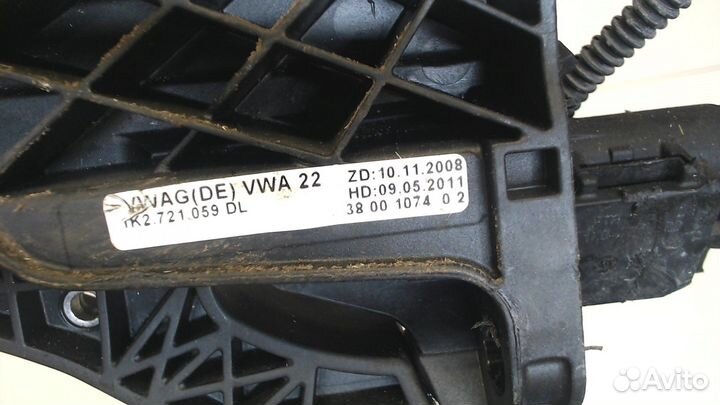 VWAG(DE) VWA 22 ZD:10.11.2008
1K2.721.059 DL HD:09.05.2011
38 00 1074 0 2
Avito